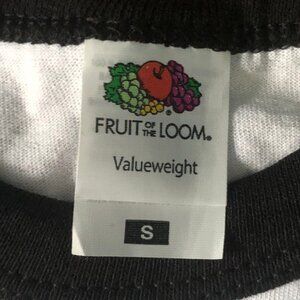 FRUIT OF THE LOOM®
Valueweight
S